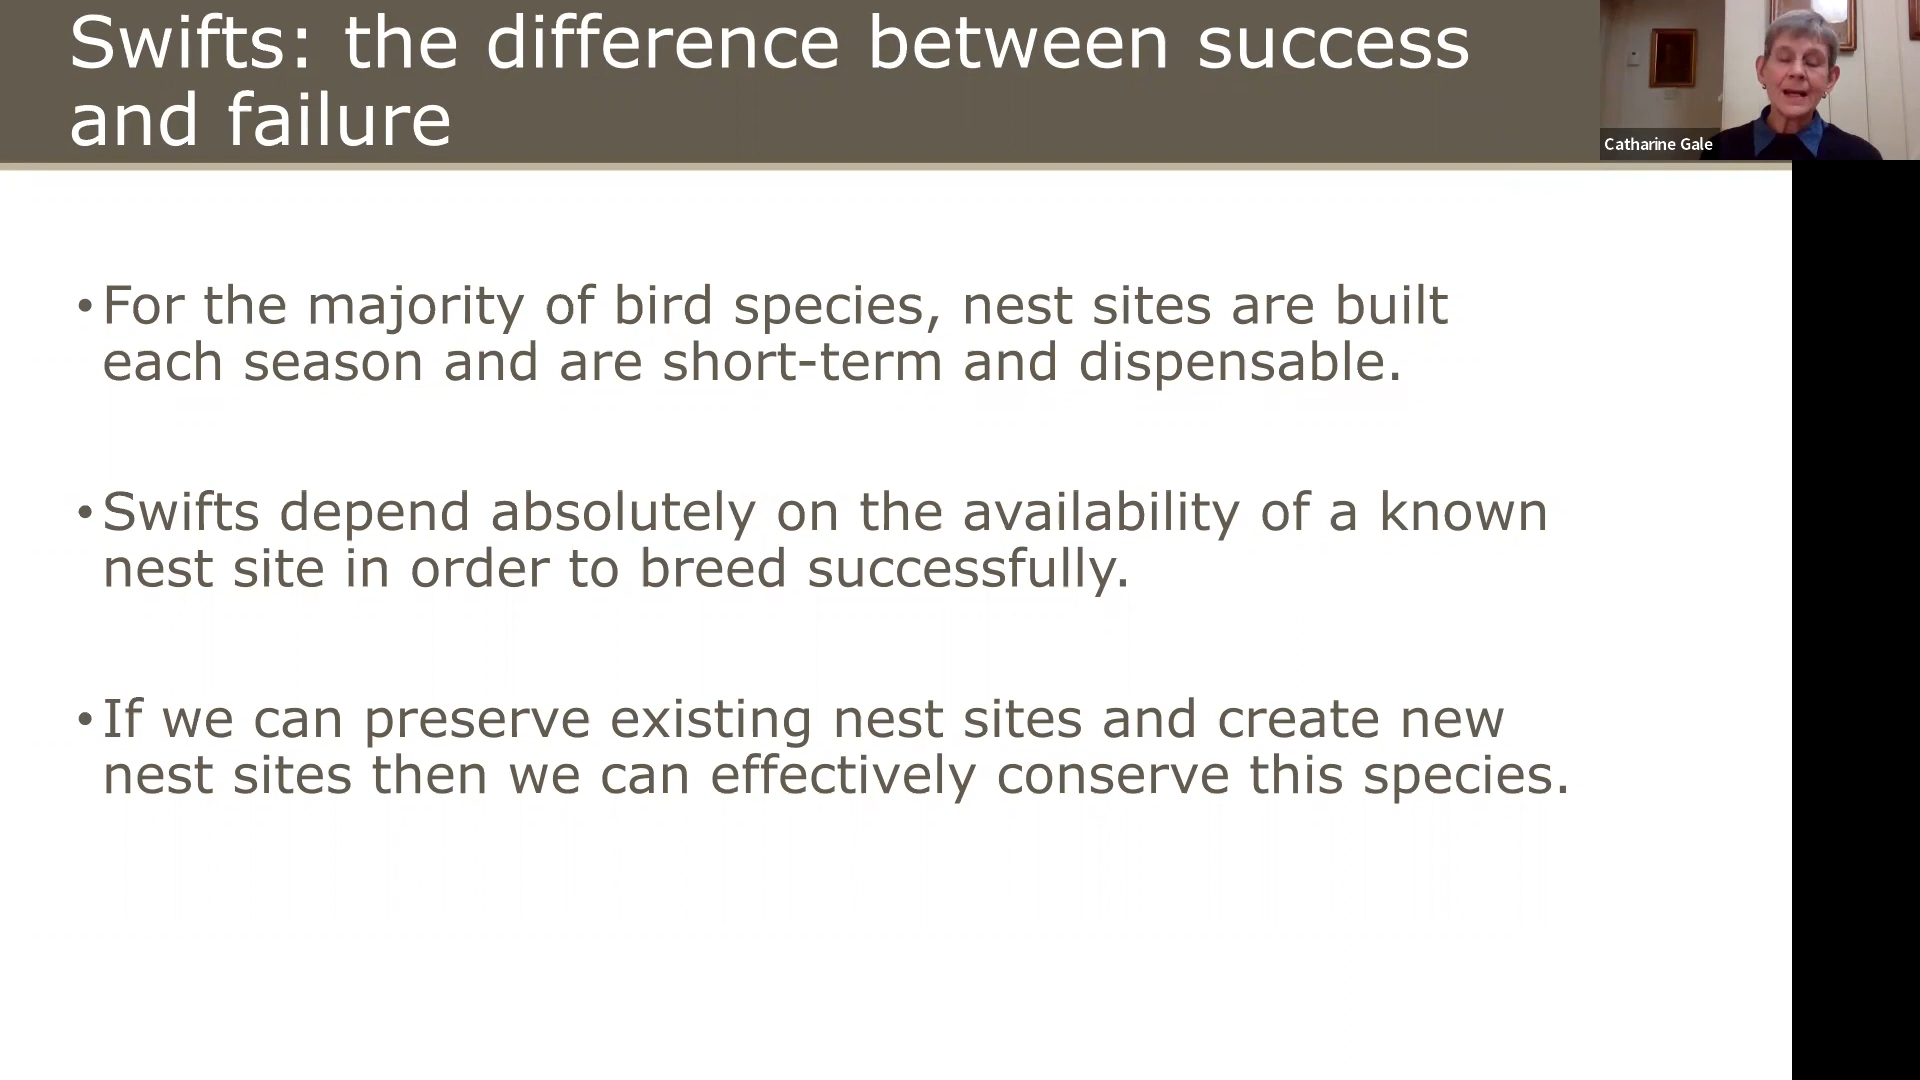 Swifts: the difference between success
and failure
Catharine Gale
• For the majority of bird species, nest sites are built
each season and are short-term and dispensable.
• Swifts depend absolutely on the availability of a known
nest site in order to breed successfully.
• If we can preserve existing nest sites and create new
nest sites then we can effectively conserve this species.